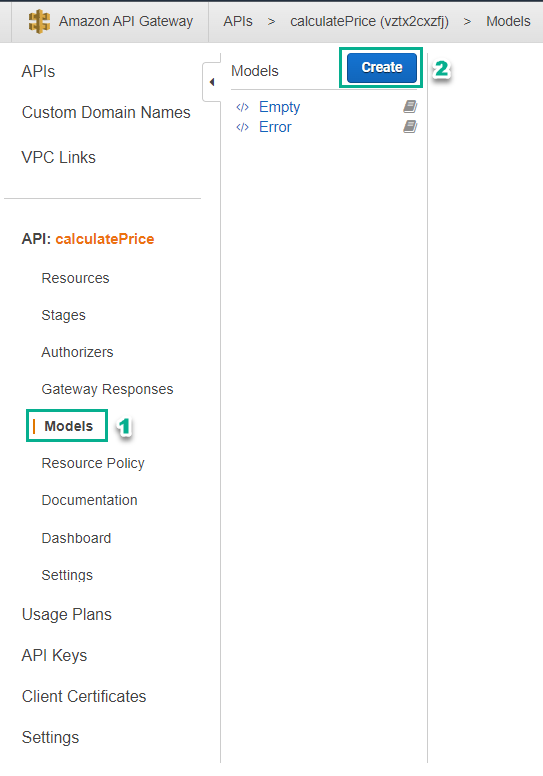 Amazon API Gateway APIs > calculatePrice (vztx2cxzfj) > Models
APIs
Custom Domain Names
VPC Links
API: calculatePrice
Resources
Stages
Authorizers
Gateway Responses
Models 1
Resource Policy
Documentation
Dashboard
Settings
Usage Plans
API Keys
Client Certificates
Settings
Models Create 2
</> Empty
</> Error